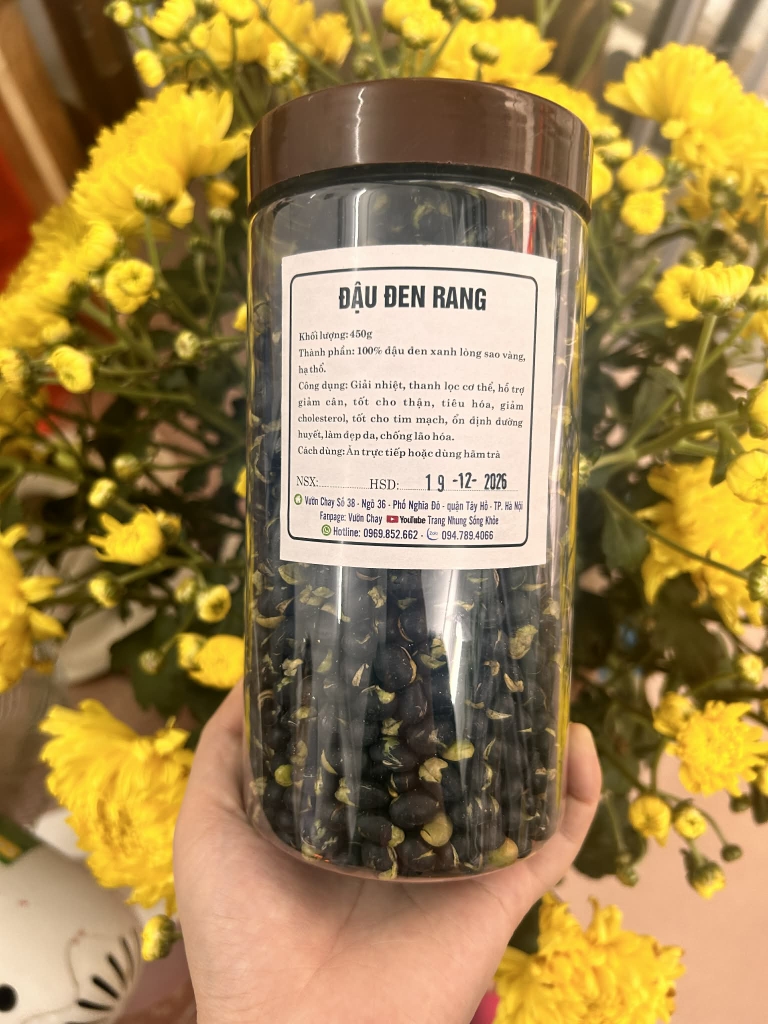 ĐẬU ĐEN RANG
Khối lượng: 450g
Thành phần: 100% đậu đen xanh lòng sao vàng,
hạ thổ.
Công dụng: Giải nhiệt, thanh lọc cơ thể, hỗ trợ
giảm cân, tốt cho thận, tiêu hóa, giảm
cholesterol, tốt cho tim mạch, ổn định đường
huyết, làm đẹp da, chống lão hóa.
Cách dùng: Ăn trực tiếp hoặc dùng hãm trà
NSX:............HSD:...... 19 -12- 2026
Vườn Chay Số 38 - Ngõ 36 - Phố Nghĩa Đô - quận Tây Hồ - TP. Hà Nội
Fanpage: Vườn Chay YouTube Trang Nhung Sống Khỏe
Hotline: 0969.852.662 - Zalo 094.789.4066